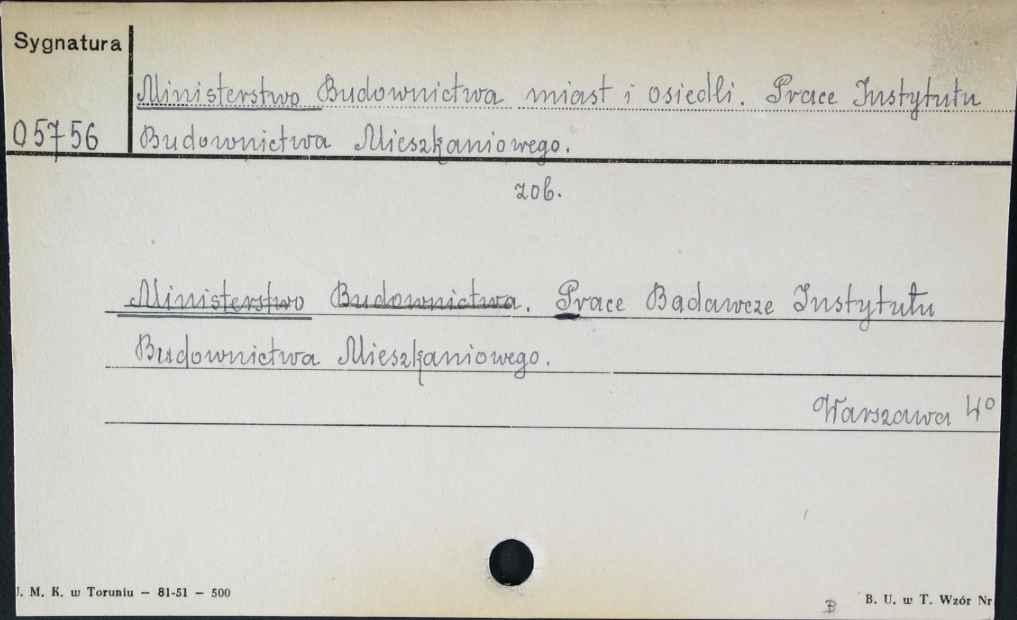 Sygnatura
Ministerstwo Budownictwa miast i osiedli. Prace Instytutu
05756 Budownictwa Mieszkaniowego.
zob.
Ministerstwo Budownictwa. Prace Badawcze Instytutu
Budownictwa Mieszkaniowego.
Warszawa 4°
J. M. K. w Toruniu — 81-51 — 500
B B. U. w T. Wzór Nr